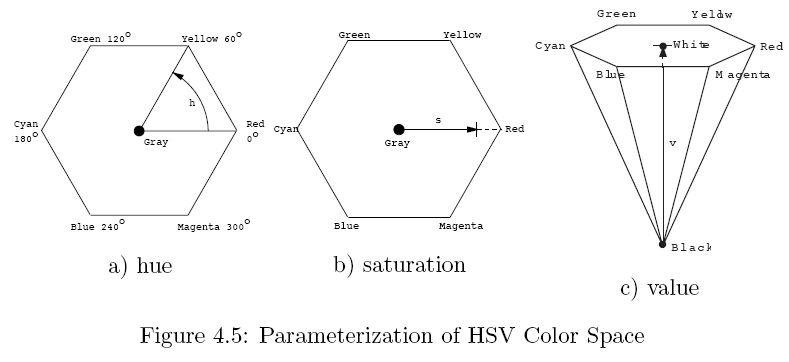 Green 120°
Yellow 60°
h
Cyan
180°
Red
0°
Gray
Blue 240°
Magenta 300°
a) hue
Green
Yellow
s
Cyan
Red
Gray
Blue
Magenta
b) saturation
Green
Yellow
Cyan
White
Red
Blue
Magenta
v
Black
c) value
Figure 4.5: Parameterization of HSV Color Space